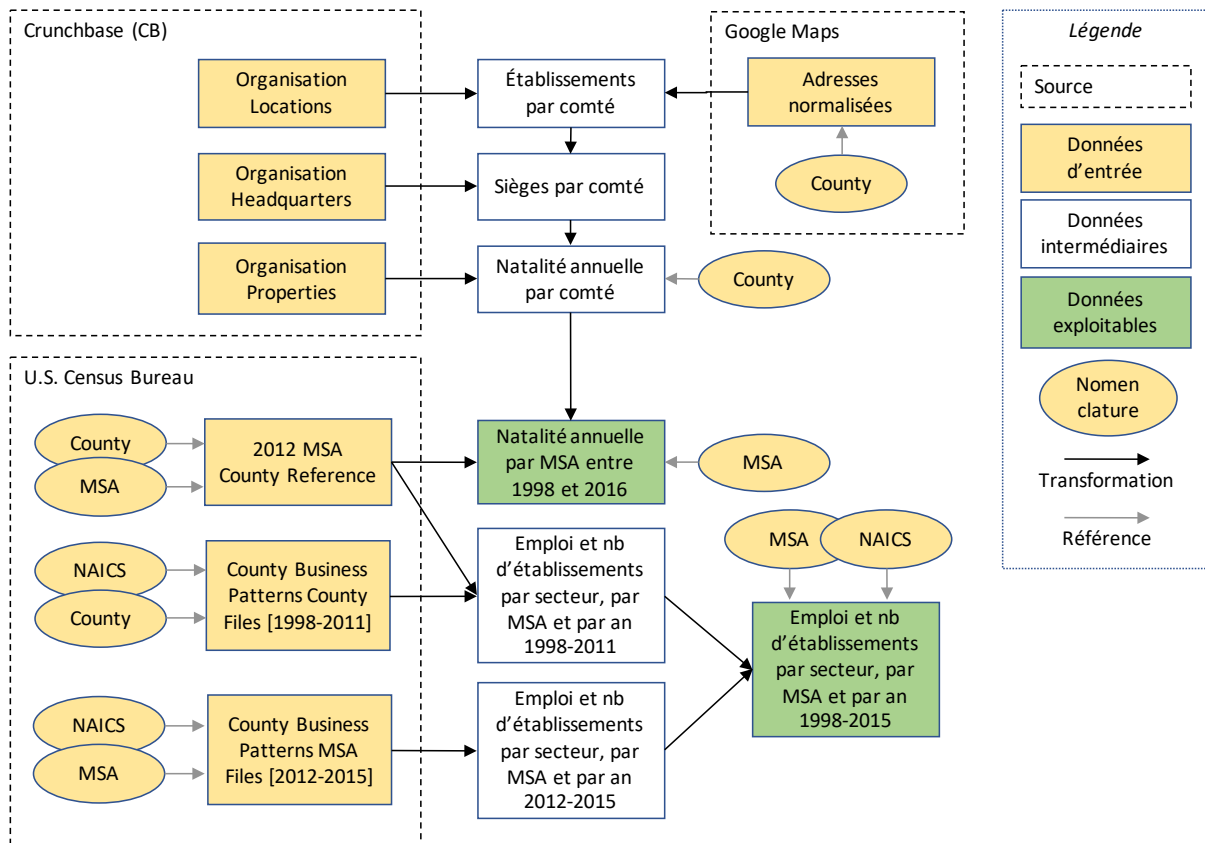 Crunchbase (CB)
Organisation
Locations
Organisation
Headquarters
Organisation
Properties
Établissements
par comté
Sièges par comté
Natalité annuelle
par comté
Google Maps
Adresses
normalisées
County
County
U.S. Census Bureau
County
MSA
2012 MSA
County Reference
NAICS
County
County Business
Patterns County
Files [1998-2011]
NAICS
MSA
County Business
Patterns MSA
Files [2012-2015]
Natalité annuelle
par MSA entre
1998 et 2016
MSA
Emploi et nb
d'établissements
par secteur, par
MSA et par an
1998-2011
Emploi et nb
d'établissements
par secteur, par
MSA et par an
2012-2015
MSA
NAICS
Emploi et nb
d'établissements
par secteur, par
MSA et par an
1998-2015
Légende
Source
Données
d'entrée
Données
intermédiaires
Données
exploitables
Nomen
clature
Transformation
Référence